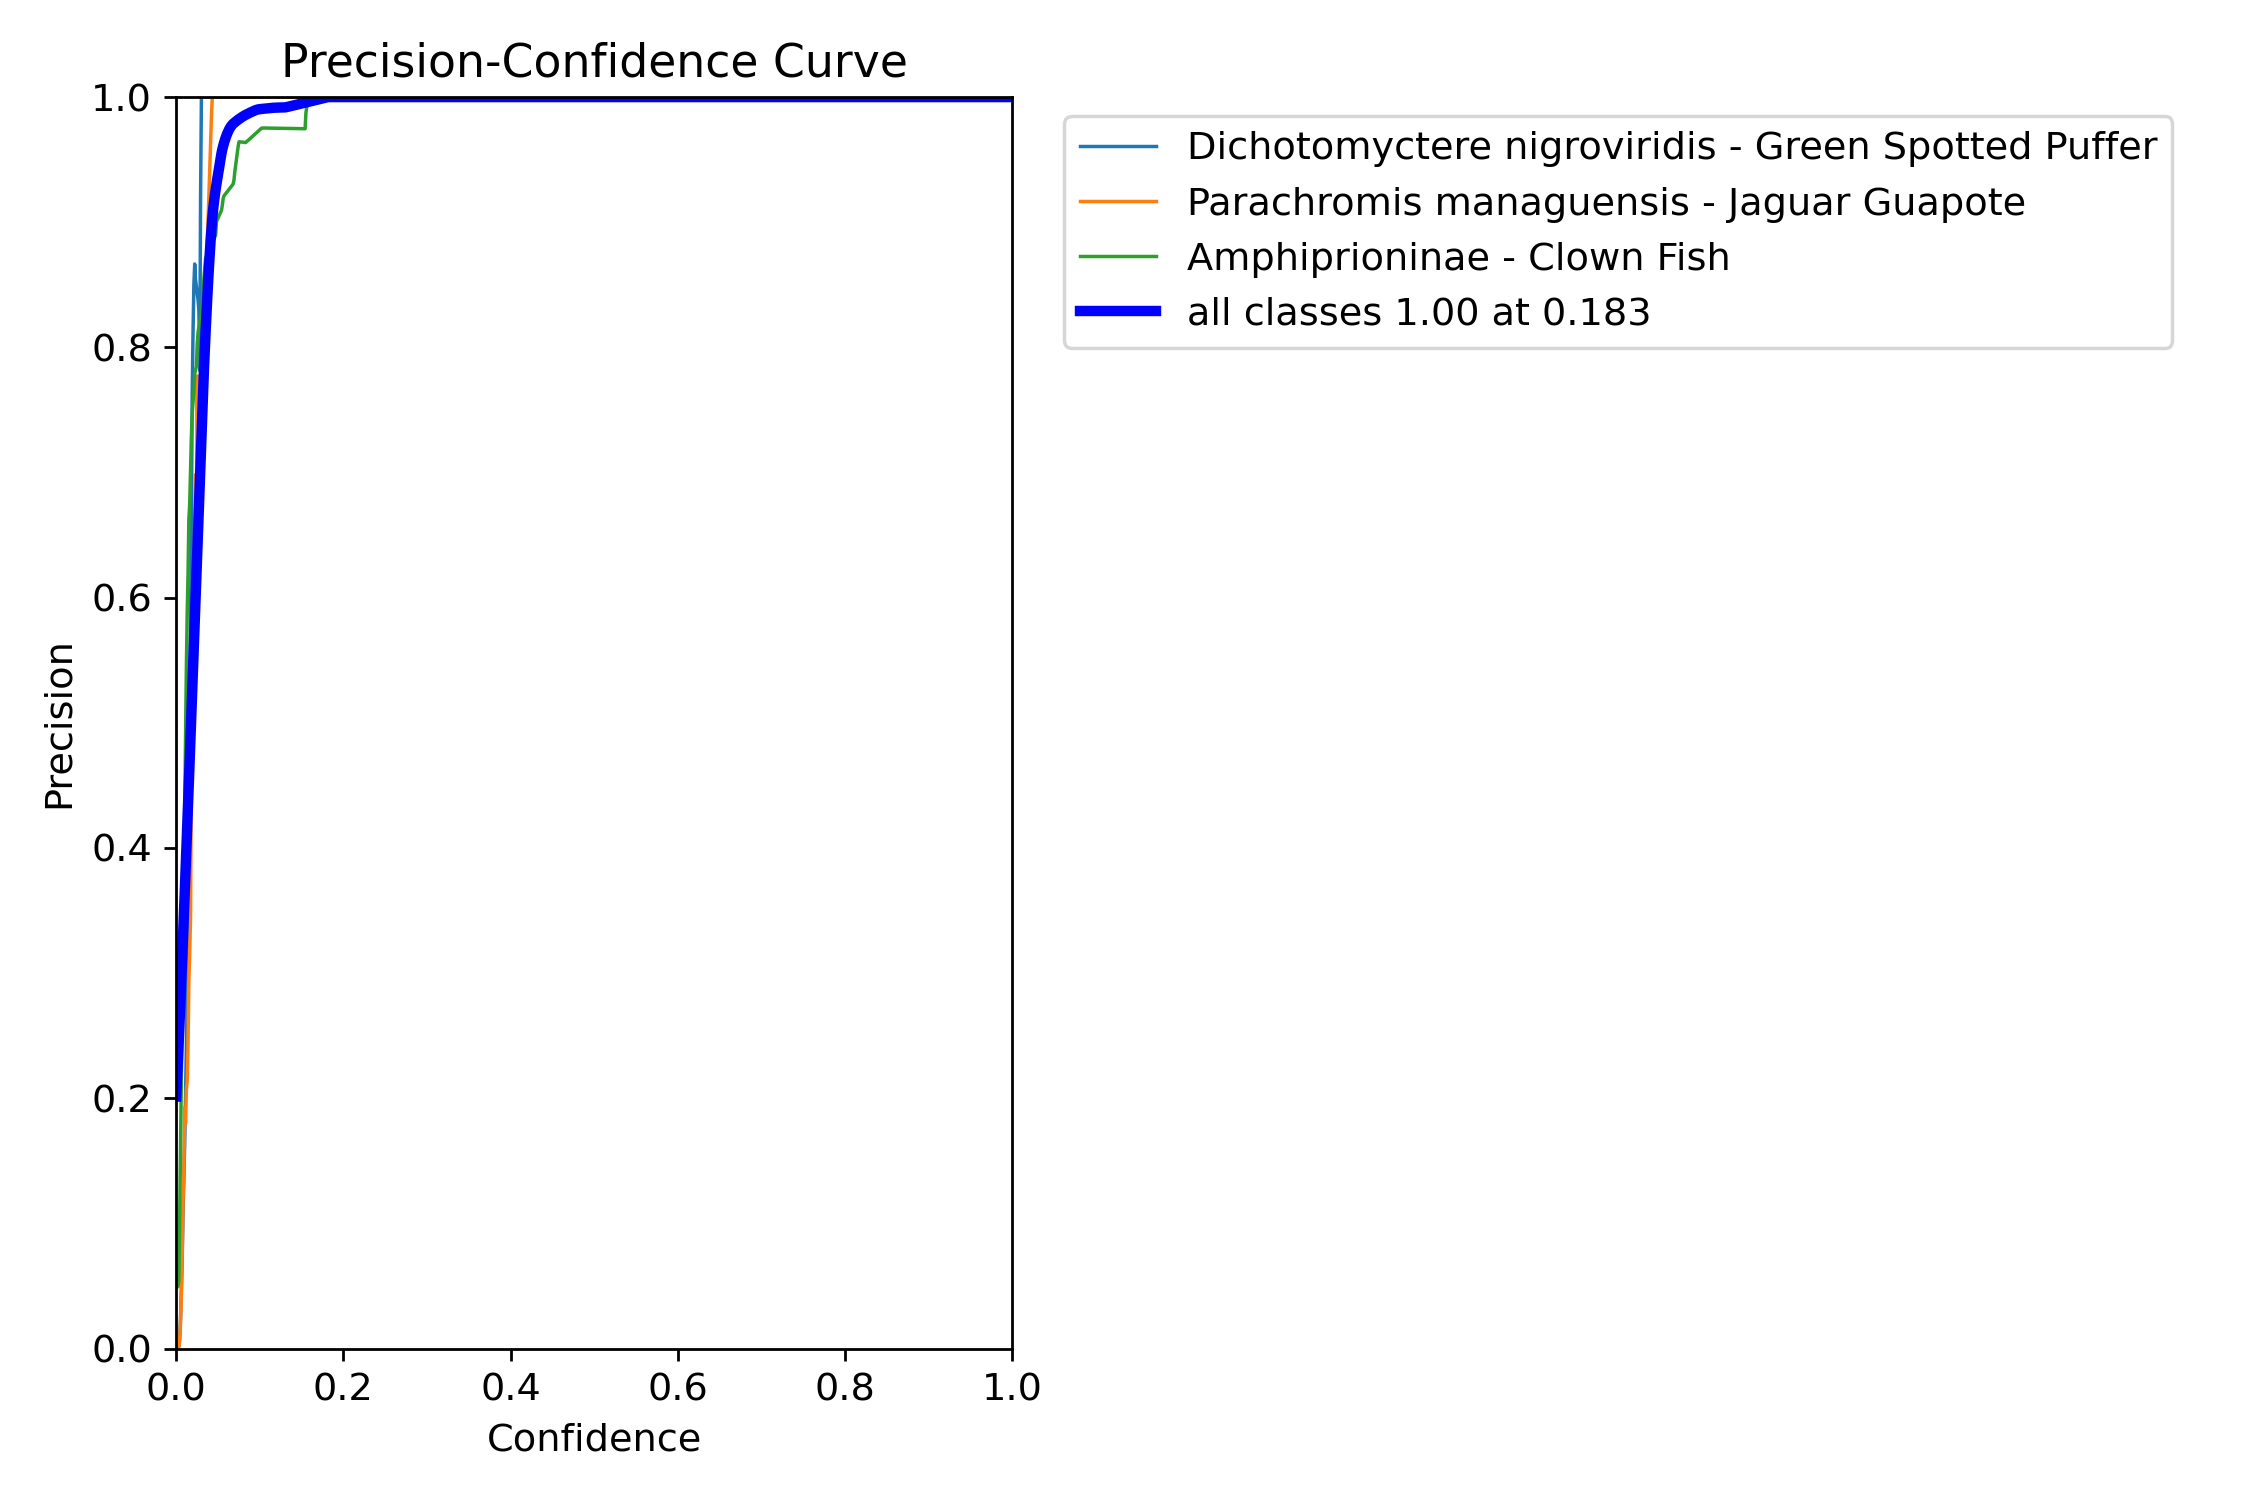 Precision-Confidence Curve
1.0
0.8
0.6
0.4
0.2
0.0
Precision
0.0 0.2 0.4 0.6 0.8 1.0
Confidence
Dichotomyctere nigroviridis - Green Spotted Puffer
Parachromis managuensis - Jaguar Guapote
Amphiprioninae - Clown Fish
all classes 1.00 at 0.183